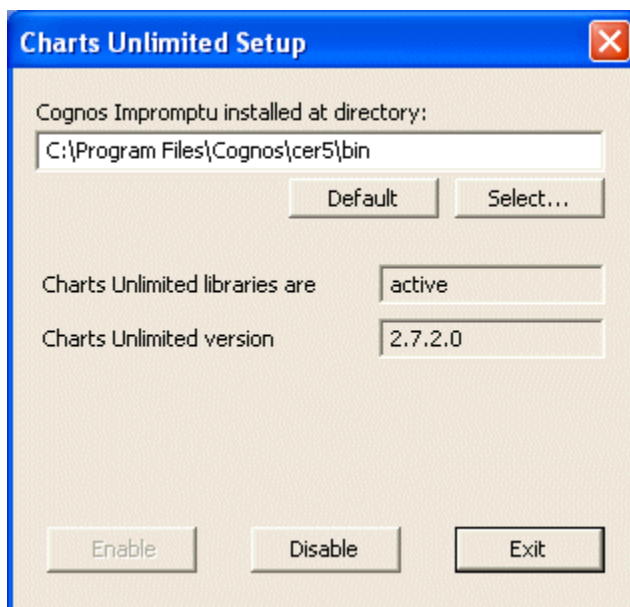 Charts Unlimited Setup
Cognos Impromptu installed at directory:
C:\Program Files\Cognos\cer5\bin
Default Select...
Charts Unlimited libraries are active
Charts Unlimited version 2.7.2.0
Enable Disable Exit